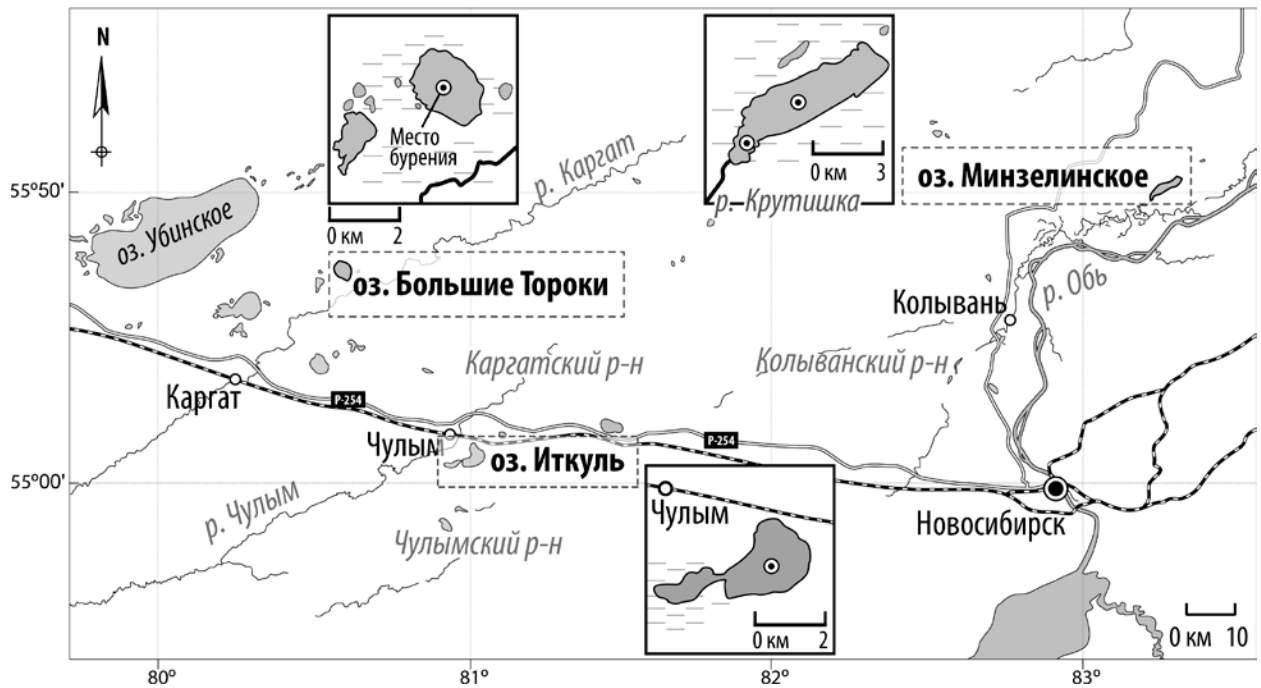 N
Место
бурения
0 км 2
р. Каргат
0 км 3
р. Крутишка
оз. Минзелинское
55º50'
оз. Убинское
оз. Большие Тороки
р. Обь
Колывань
Каргатский р-н
Колыванский р-н
Каргат
Р-254
Чулым
Р-254
оз. Иткуль
55º00'
Чулым
р. Чулым
Новосибирск
Чулымский р-н
0 км 2
0 км 10
80º
81º
82º
83º